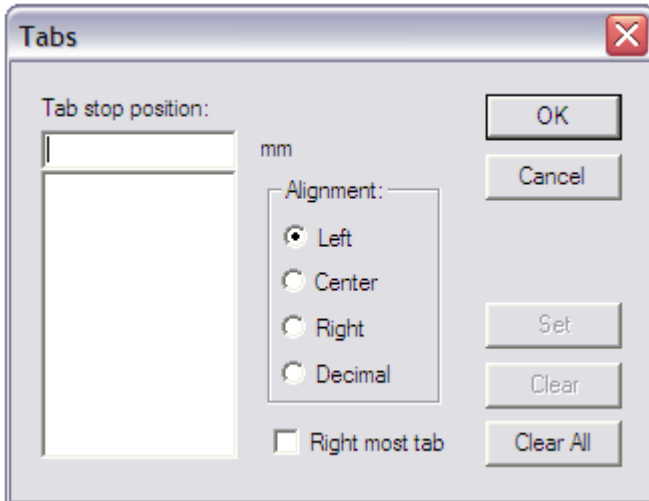 Tabs
Tab stop position:
mm
OK
Cancel
Alignment:
Left
Center
Right
Decimal
Set
Clear
Right most tab
Clear All